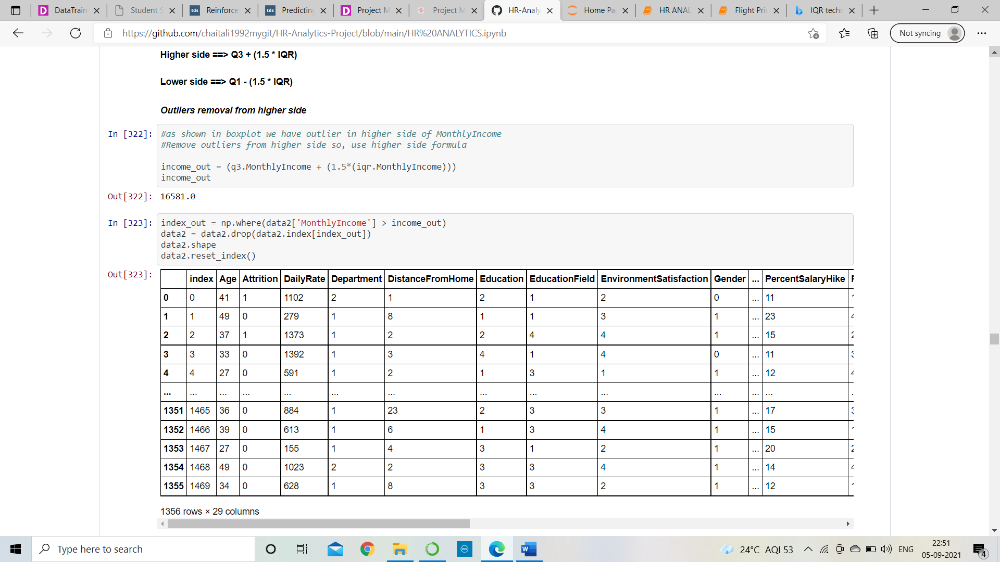 DataTrain
Student S
tds Reinforce
tds Predicting
Project M
Project M
HR-Analy
Home Pa
HR ANAL
Flight Pric
IQR techn
https://github.com/chaitali1992mygit/HR-Analytics-Project/blob/main/HR%20ANALYTICS.ipynb
Not syncing
Higher side ==> Q3 + (1.5 * IQR)
Lower side ==> Q1 - (1.5 * IQR)
Outliers removal from higher side
In [322]: #as shown in boxplot we have outlier in higher side of MonthlyIncome
#Remove outliers from higher side so, use higher side formula
income_out = (q3.MonthlyIncome + (1.5*(iqr.MonthlyIncome)))
income_out
Out[322]: 16581.0
In [323]: index_out = np.where(data2['MonthlyIncome'] > income_out)
data2 = data2.drop(data2.index[index_out])
data2.shape
data2.reset_index()
Out[323]:
index Age Attrition DailyRate Department DistanceFromHome Education EducationField EnvironmentSatisfaction Gender ... PercentSalaryHike
0 0 41 1 1102 2 1 2 1 2 0 ... 11
1 1 49 0 279 1 8 1 1 3 1 ... 23
2 2 37 1 1373 1 2 2 4 4 1 ... 15
3 3 33 0 1392 1 3 4 1 4 0 ... 11
4 4 27 0 591 1 2 1 3 1 1 ... 12
... ... ... ... ... ... ... ... ... ... ... ... ...
1351 1465 36 0 884 1 23 2 3 3 1 ... 17
1352 1466 39 0 613 1 6 1 3 4 1 ... 15
1353 1467 27 0 155 1 4 3 1 2 1 ... 20
1354 1468 49 0 1023 2 2 3 3 4 1 ... 14
1355 1469 34 0 628 1 8 3 3 2 1 ... 12
1356 rows × 29 columns
Type here to search
24°C AQI 53
ENG
22:51
05-09-2021
4